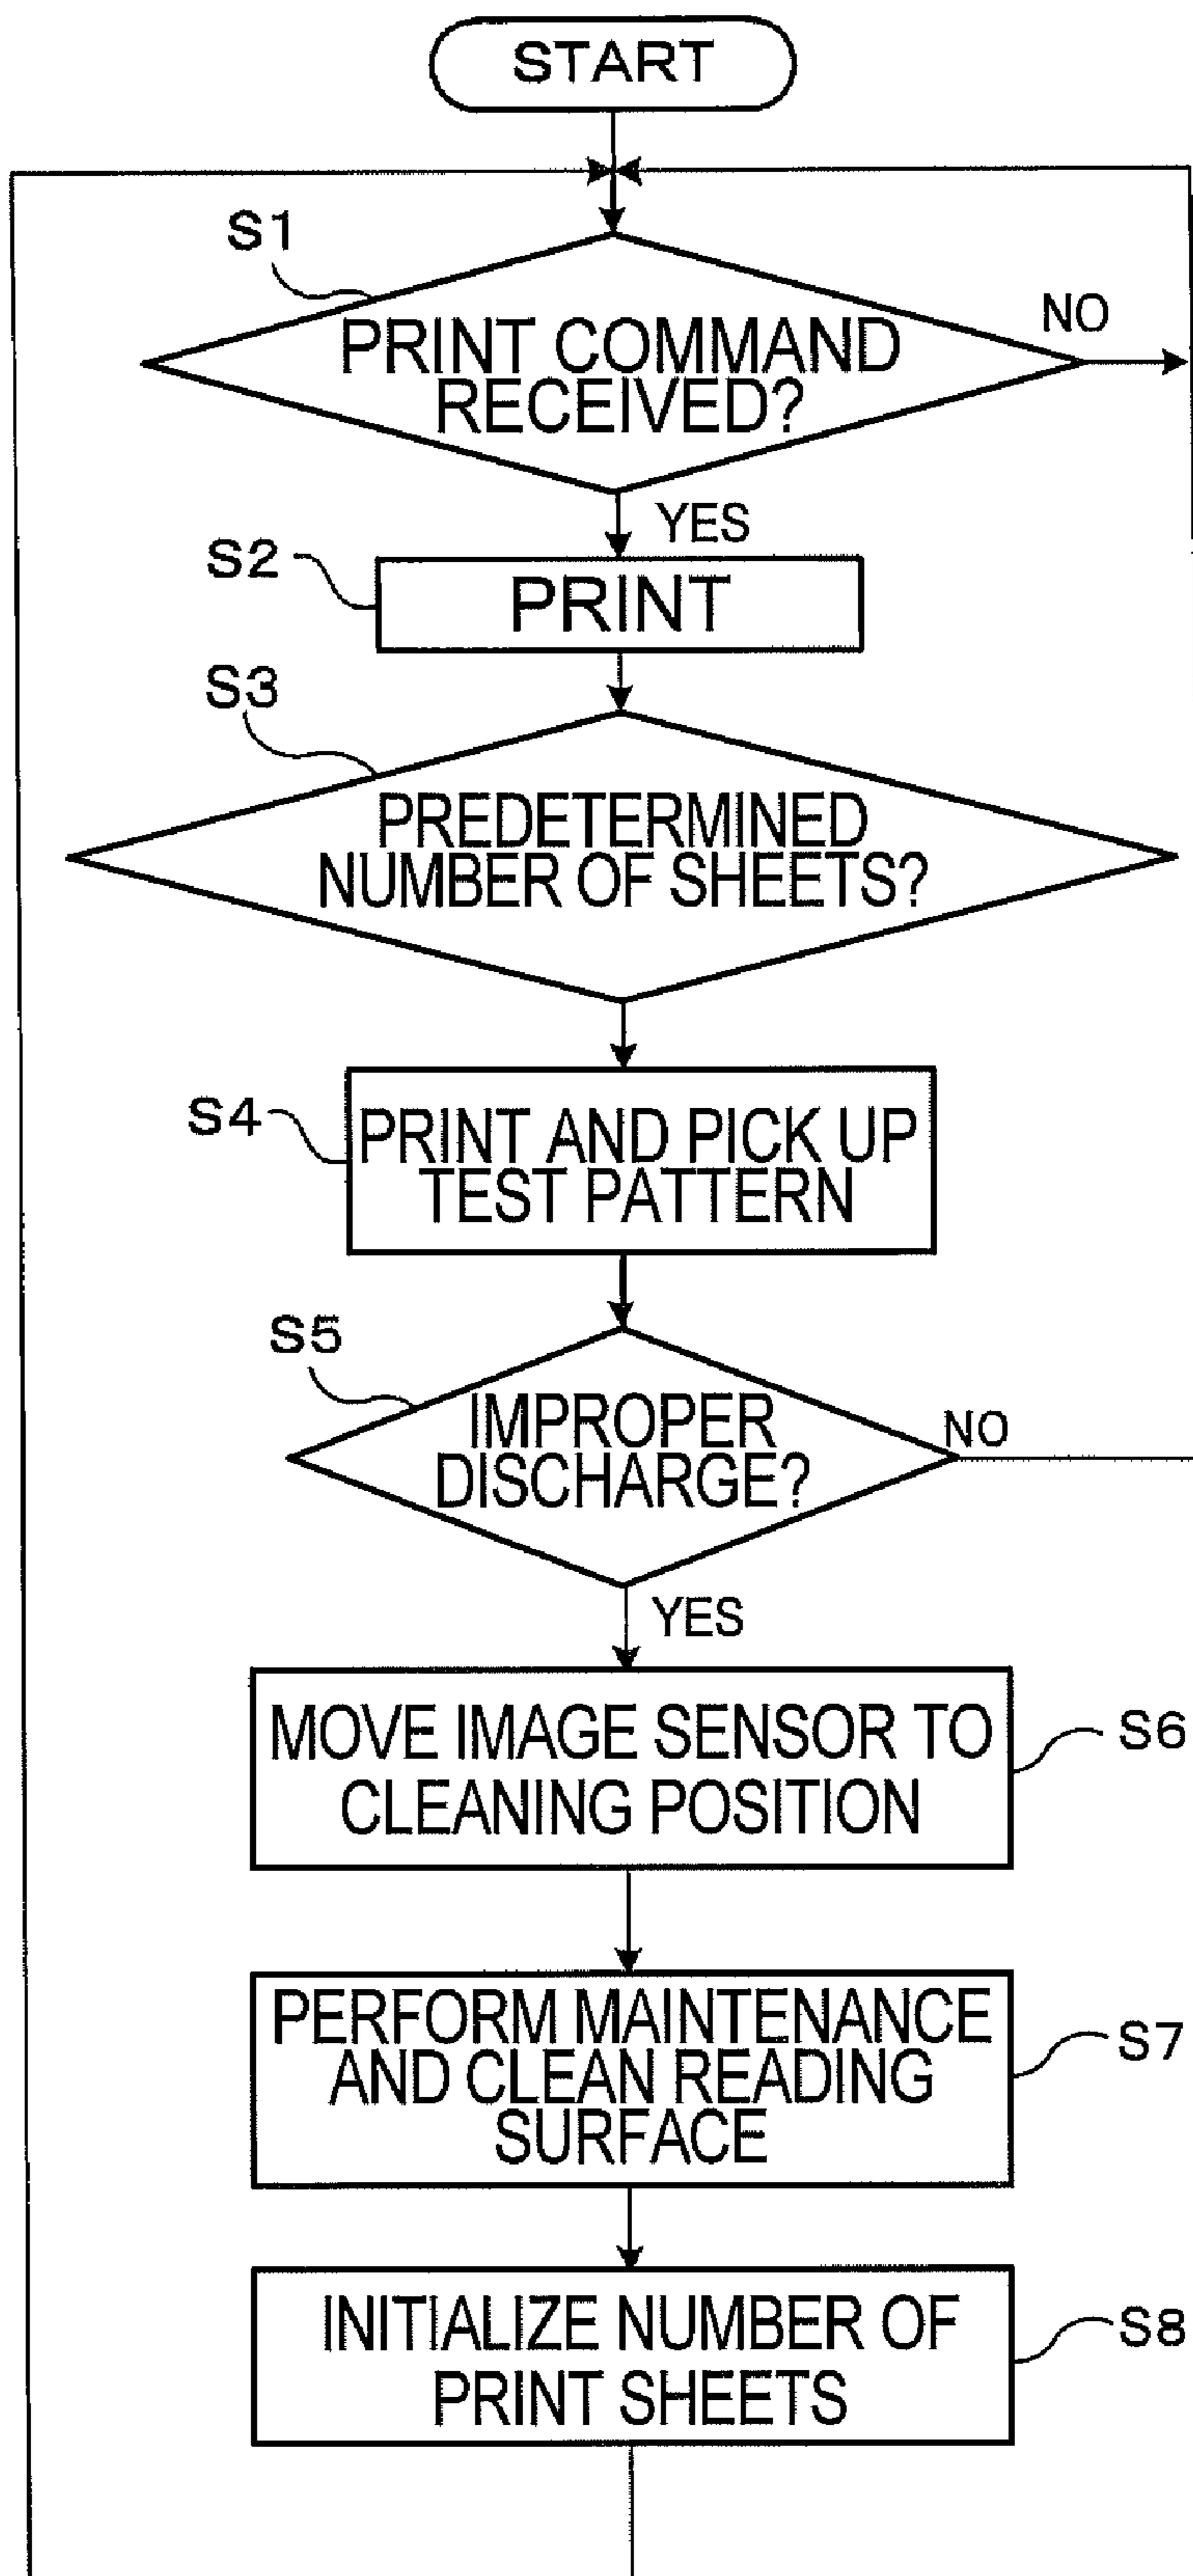 START
S1
PRINT COMMAND
RECEIVED?
NO
YES
S2
PRINT
S3
PREDETERMINED
NUMBER OF SHEETS?
S4
PRINT AND PICK UP
TEST PATTERN
S5
IMPROPER
DISCHARGE?
NO
YES
MOVE IMAGE SENSOR TO
CLEANING POSITION
S6
PERFORM MAINTENANCE
AND CLEAN READING
SURFACE
S7
INITIALIZE NUMBER OF
PRINT SHEETS
S8